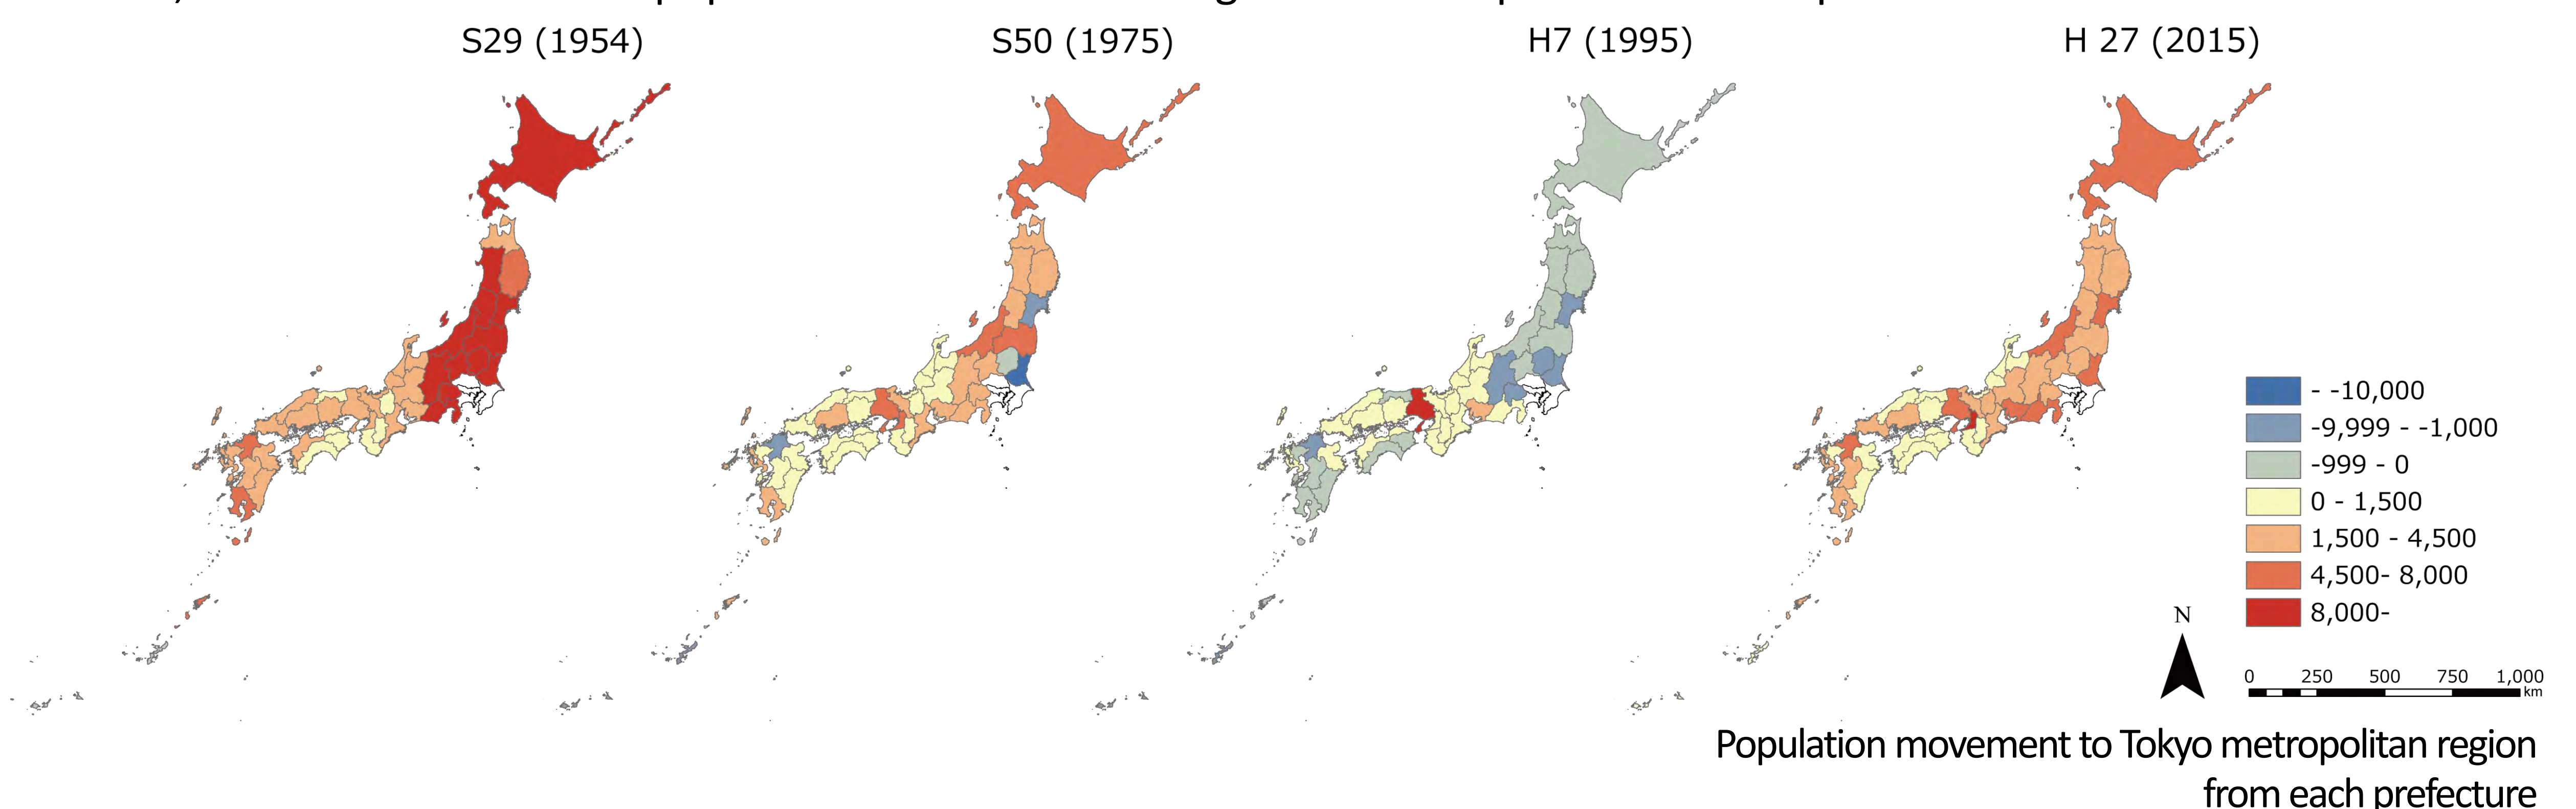 S29 (1954)
S50 (1975)
H7 (1995)
H 27 (2015)
- -10,000
-9,999 - -1,000
-999 - 0
0 - 1,500
1,500 - 4,500
4,500- 8,000
8,000-
N
0 250 500 750 1,000
km
Population movement to Tokyo metropolitan region
from each prefecture